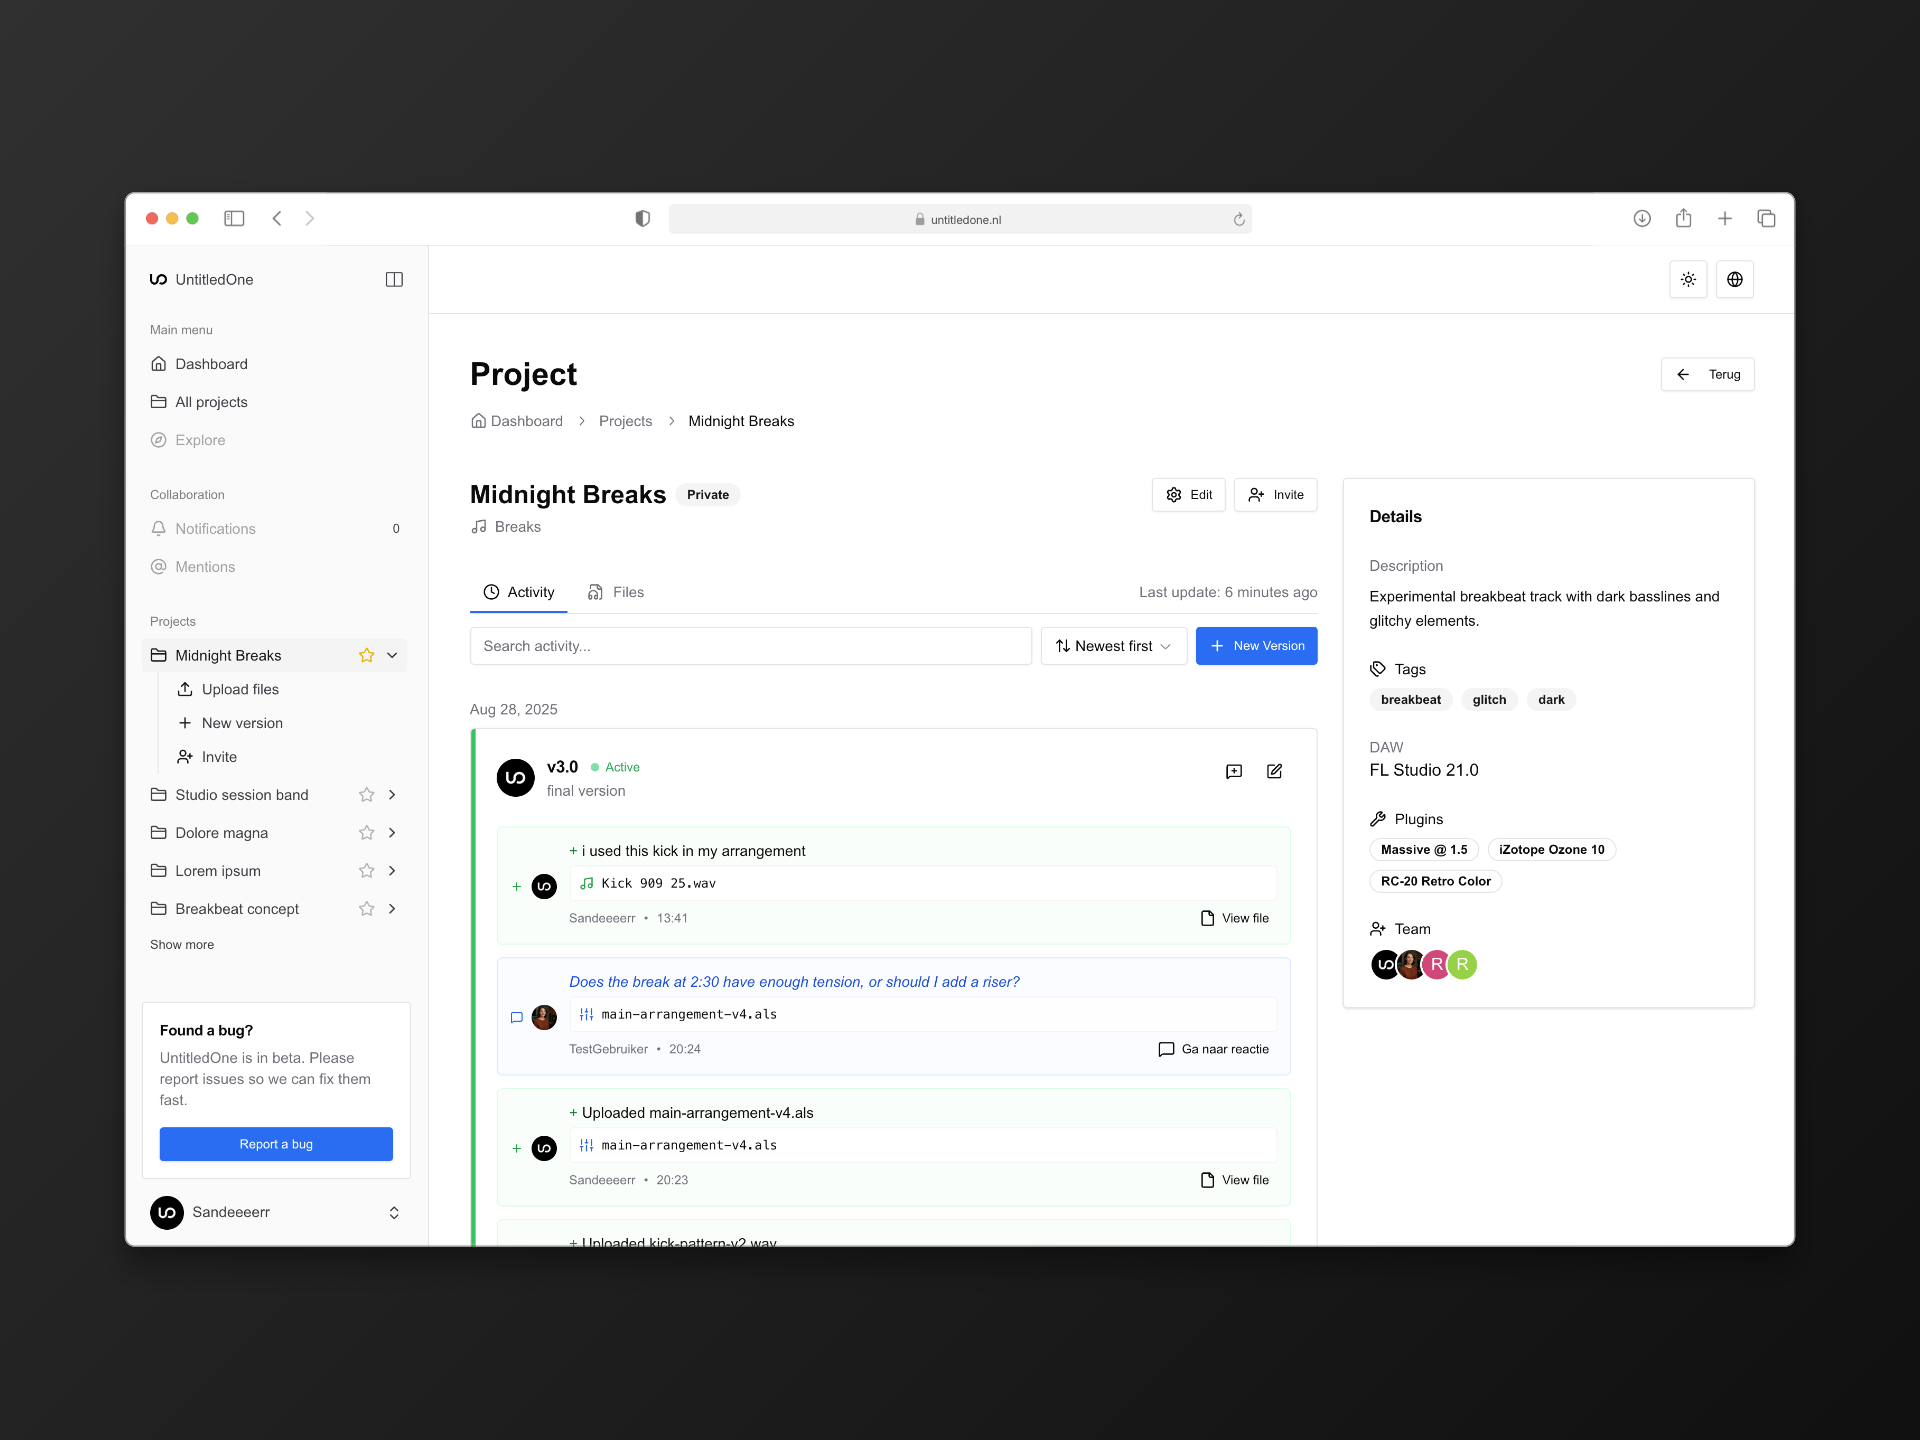 untitledone.nl
UntitledOne
Main menu
Dashboard
All projects
Explore
Collaboration
Notifications 0
Mentions
Projects
Midnight Breaks
Upload files
New version
Invite
Studio session band
Dolore magna
Lorem ipsum
Breakbeat concept
Show more
Found a bug?
UntitledOne is in beta. Please
report issues so we can fix them
fast.
Report a bug
Sandeeeerr
Project
Terug
Dashboard Projects Midnight Breaks
Midnight Breaks Private
Edit Invite
Breaks
Activity Files Last update: 6 minutes ago
Search activity... Newest first New Version
Aug 28, 2025
v3.0 Active
final version
+ i used this kick in my arrangement
+ Kick 909 25.wav
Sandeeeerr • 13:41 View file
Does the break at 2:30 have enough tension, or should I add a riser?
main-arrangement-v4.als
TestGebruiker • 20:24 Ga naar reactie
+ Uploaded main-arrangement-v4.als
+ main-arrangement-v4.als
Sandeeeerr • 20:23 View file
+ Uploaded kick-pattern-v2.wav
Details
Description
Experimental breakbeat track with dark basslines and
glitchy elements.
Tags
breakbeat glitch dark
DAW
FL Studio 21.0
Plugins
Massive @ 1.5 iZotope Ozone 10
RC-20 Retro Color
Team
R R